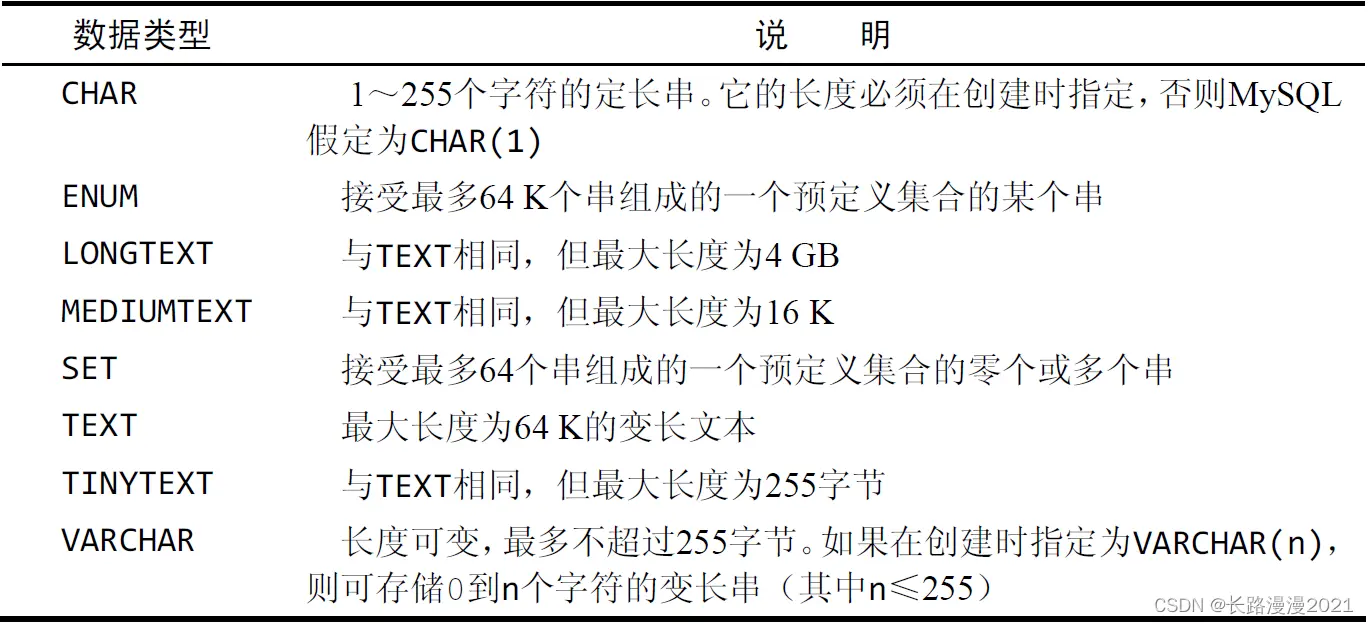 数据类型 说 明
CHAR 1～255个字符的定长串。它的长度必须在创建时指定，否则MySQL
假定为CHAR(1)
ENUM 接受最多64 K个串组成的一个预定义集合的某个串
LONGTEXT 与TEXT相同，但最大长度为4 GB
MEDIUMTEXT 与TEXT相同，但最大长度为16 K
SET 接受最多64个串组成的一个预定义集合的零个或多个串
TEXT 最大长度为64 K的变长文本
TINYTEXT 与TEXT相同，但最大长度为255字节
VARCHAR 长度可变，最多不超过255字节。如果在创建时指定为VARCHAR(n)，
则可存储0到n个字符的变长串（其中n≤255）
CSDN @长路漫漫2021